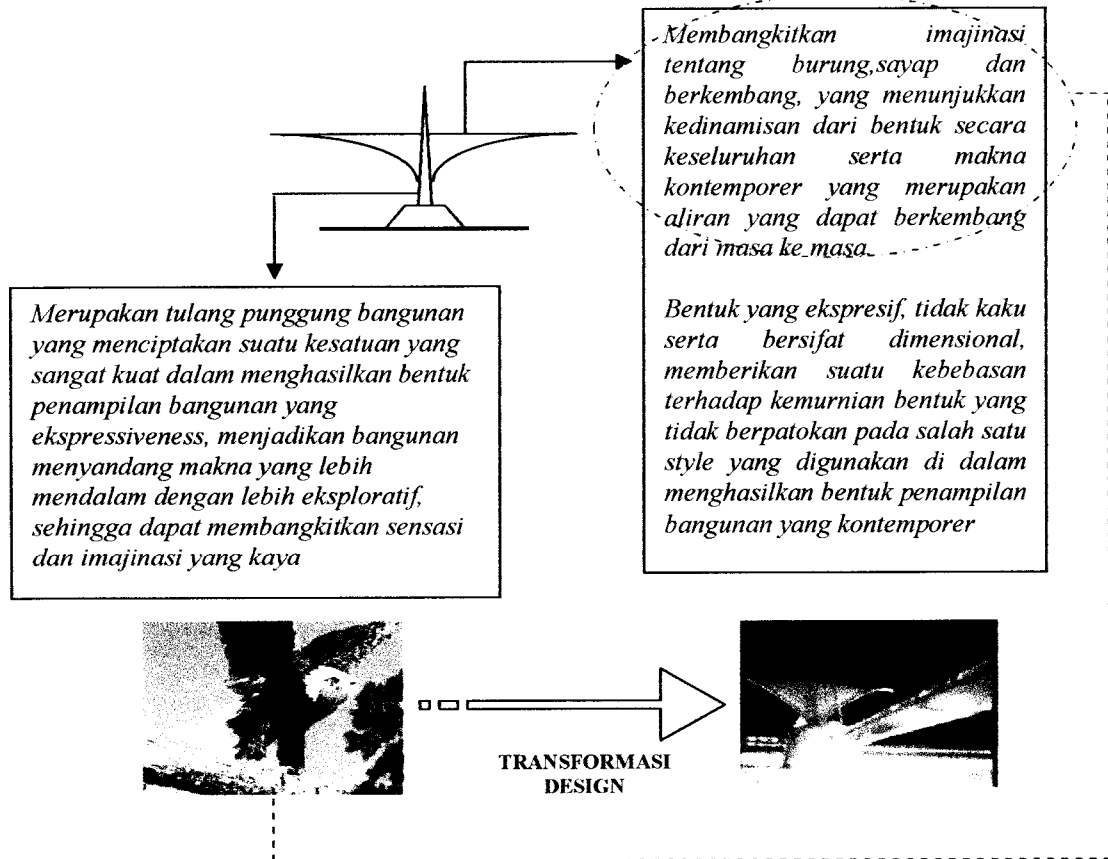 Membangkitkan imajinasi
tentang burung,sayap dan
berkembang, yang menunjukkan
kedinamisan dari bentuk secara
keseluruhan serta makna
kontemporer yang merupakan
aliran yang dapat berkembang
dari masa ke masa.
Bentuk yang ekspresif, tidak kaku
serta bersifat dimensional,
memberikan suatu kebebasan
terhadap kemurnian bentuk yang
tidak berpatokan pada salah satu
style yang digunakan di dalam
menghasilkan bentuk penampilan
bangunan yang kontemporer
Merupakan tulang punggung bangunan
yang menciptakan suatu kesatuan yang
sangat kuat dalam menghasilkan bentuk
penampilan bangunan yang
ekspressiveness, menjadikan bangunan
menyandang makna yang lebih
mendalam dengan lebih eksploratif,
sehingga dapat membangkitkan sensasi
dan imajinasi yang kaya
TRANSFORMASI
DESIGN